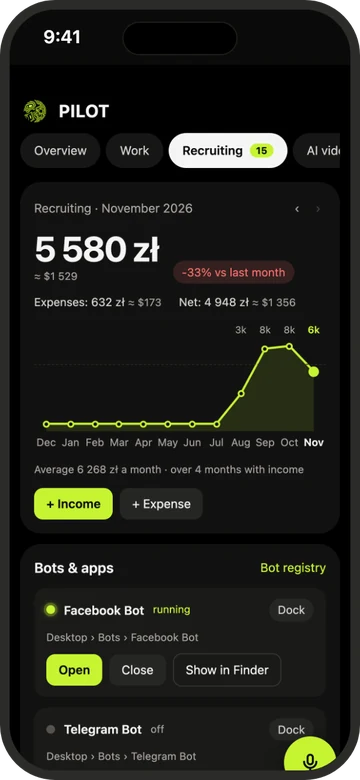 9:41
PILOT
Overview Work Recruiting 15 AI vide
Recruiting · November 2026 ‹ ›
5 580 zł
≈ $1 529 -33% vs last month
Expenses: 632 zł ≈ $173 Net: 4 948 zł ≈ $1 356
3k 8k 8k 6k
Dec Jan Feb Mar Apr May Jun Jul Aug Sep Oct Nov
Average 6 268 zł a month · over 4 months with income
+ Income + Expense
Bots & apps Bot registry
Facebook Bot running Dock
Desktop › Bots › Facebook Bot
Open Close Show in Finder
Telegram Bot off Dock
Desktop › Bots › Telegram Bot